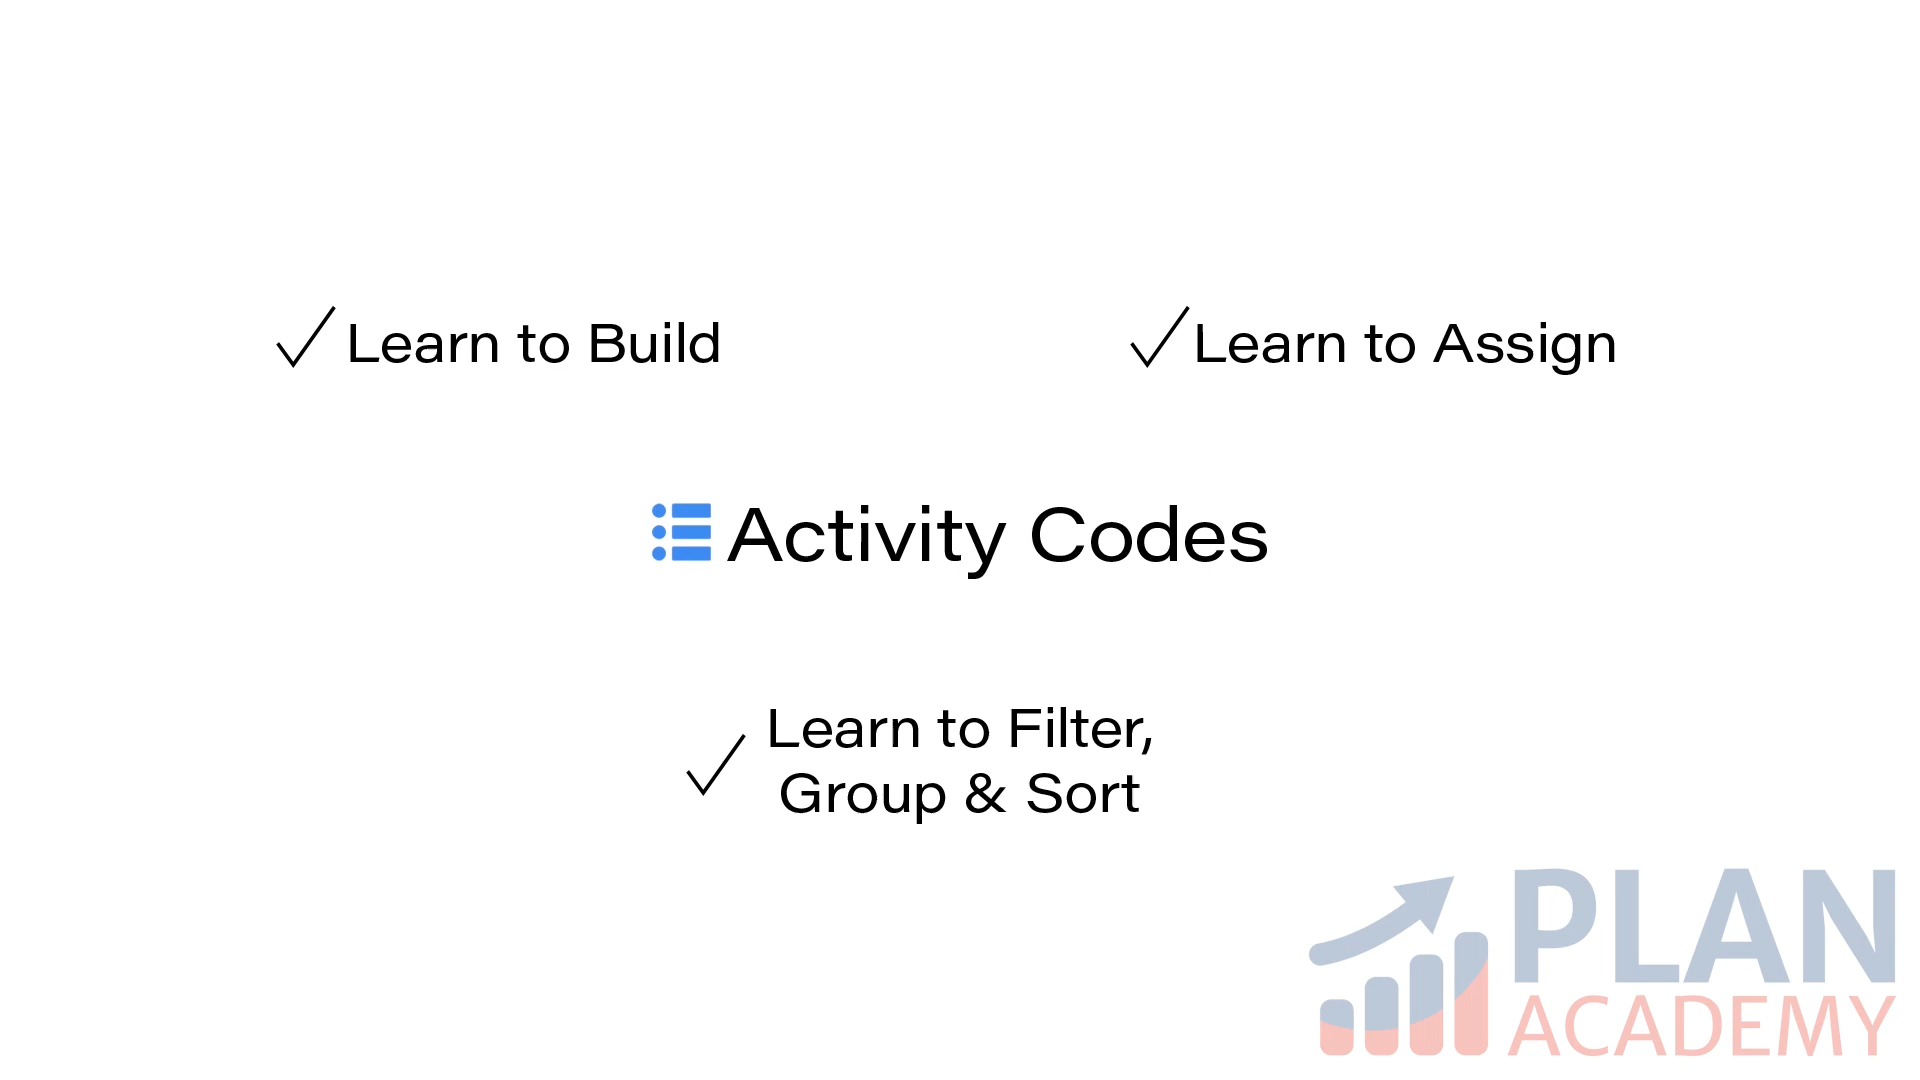 Learn to Build
Learn to Assign
Activity Codes
Learn to Filter,
Group & Sort
PLAN
ACADEMY